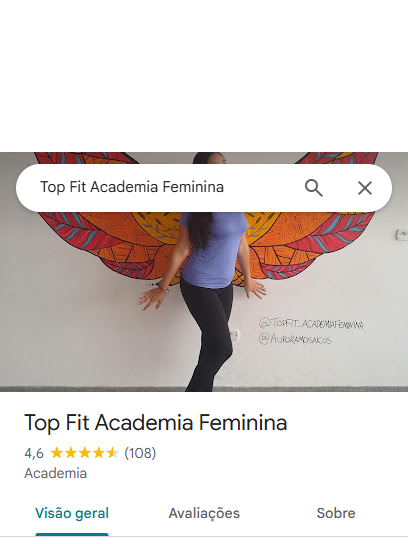 Top Fit Academia Feminina
@TOPFIT_ACADEMIAFEMININA
@AURORAMOSAICOS
Top Fit Academia Feminina
4,6 (108)
Academia
Visão geral Avaliações Sobre